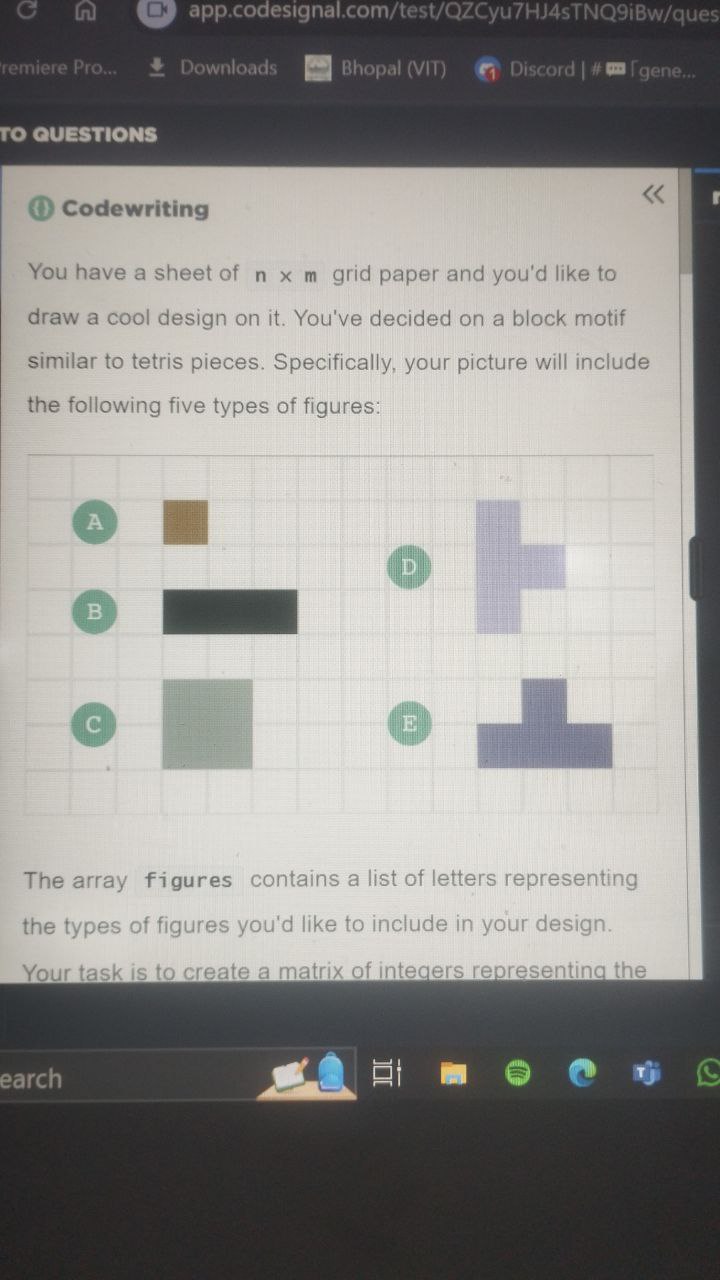 app.codesignal.com/test/QZCyu7HJ4sTNQ9iBw/ques
remiere Pro... Downloads Bhopal (VIT) 1 Discord | # gene...
TO QUESTIONS
Codewriting
You have a sheet of n x m grid paper and you'd like to
draw a cool design on it. You've decided on a block motif
similar to tetris pieces. Specifically, your picture will include
the following five types of figures:
A
D
B
C
E
The array figures contains a list of letters representing
the types of figures you'd like to include in your design.
Your task is to create a matrix of integers representing the
earch